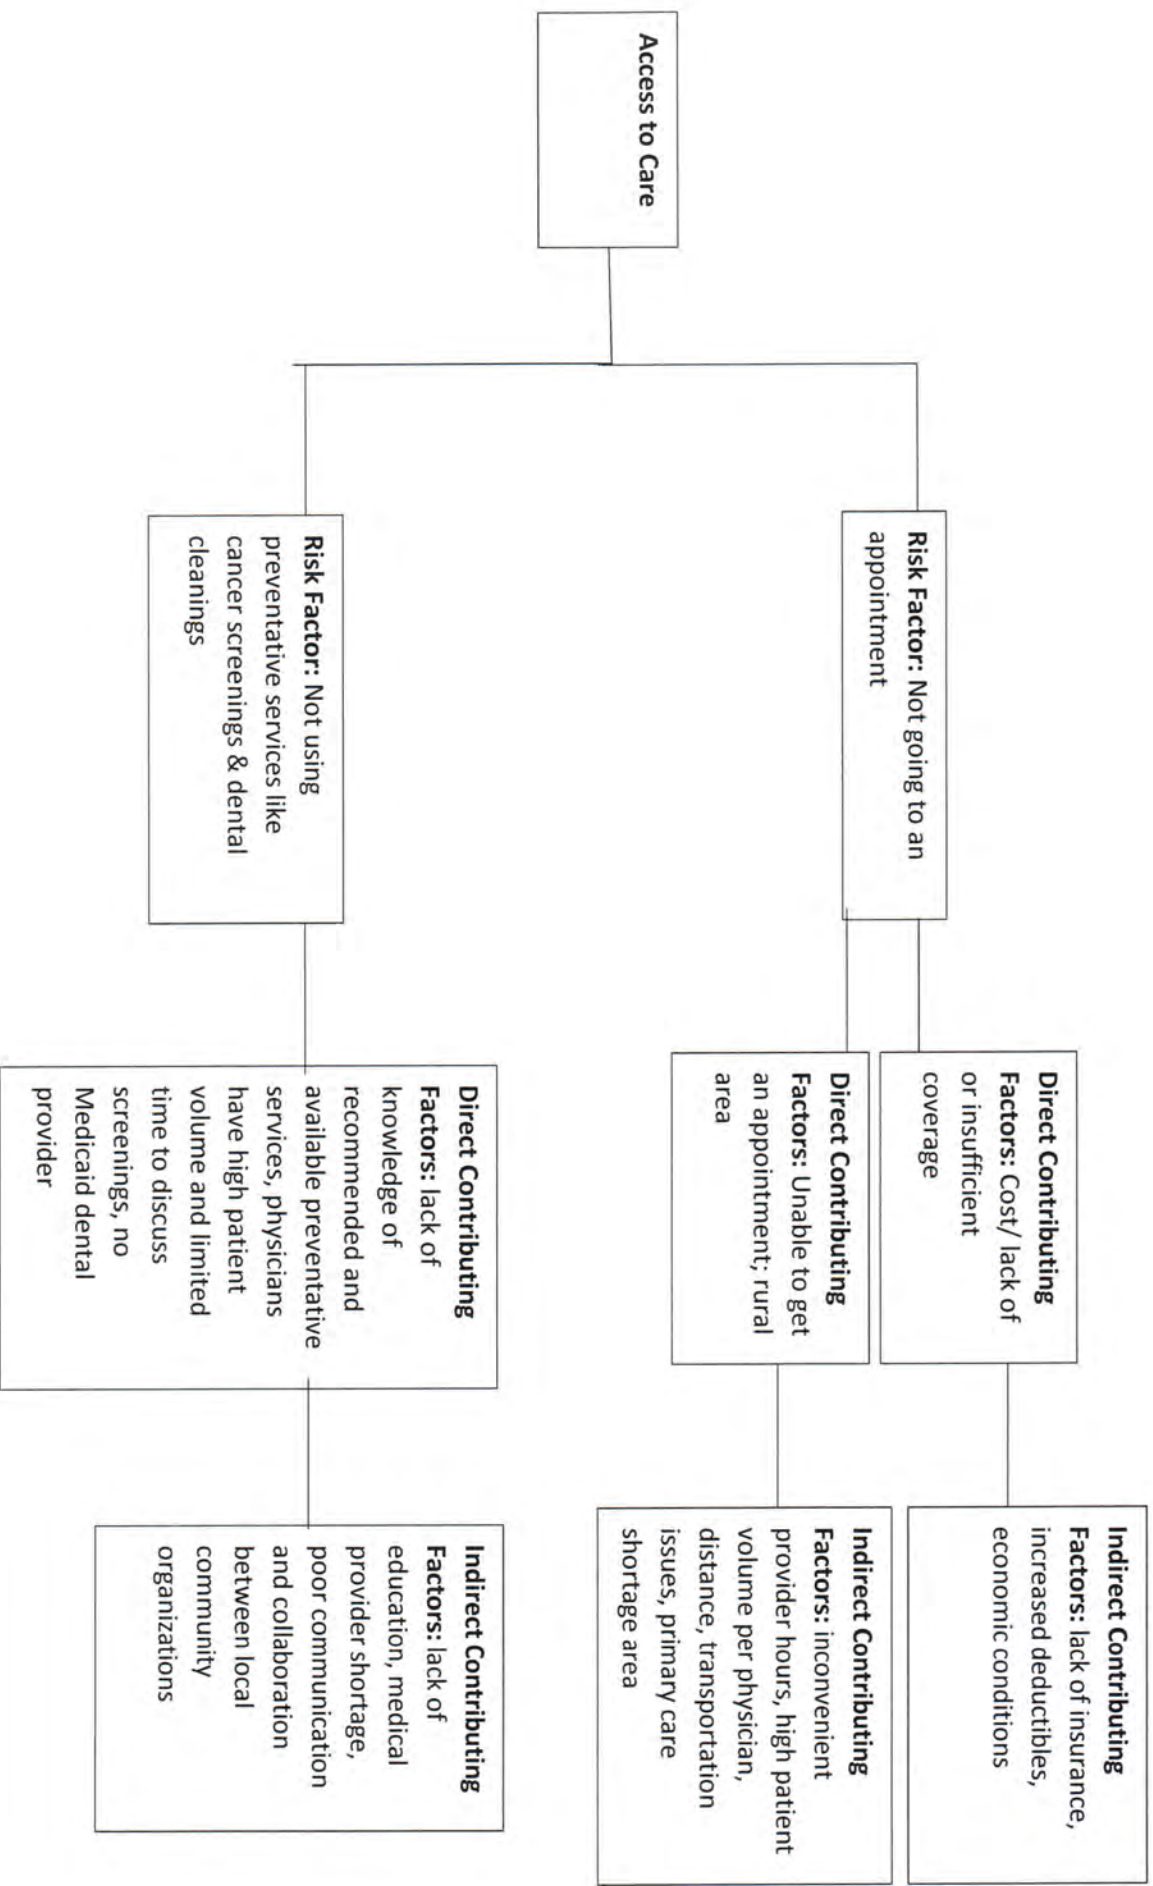 Access to Care
Risk Factor: Not going to an
appointment
Direct Contributing
Factors: Cost/ lack of
or insufficient
coverage
Indirect Contributing
Factors: lack of insurance,
increased deductibles,
economic conditions
Direct Contributing
Factors: Unable to get
an appointment; rural
area
Indirect Contributing
Factors: inconvenient
provider hours, high patient
volume per physician,
distance, transportation
issues, primary care
shortage area
Risk Factor: Not using
preventative services like
cancer screenings & dental
cleanings
Direct Contributing
Factors: lack of
knowledge of
recommended and
available preventative
services, physicians
have high patient
volume and limited
time to discuss
screenings, no
Medicaid dental
provider
Indirect Contributing
Factors: lack of
education, medical
provider shortage,
poor communication
and collaboration
between local
community
organizations